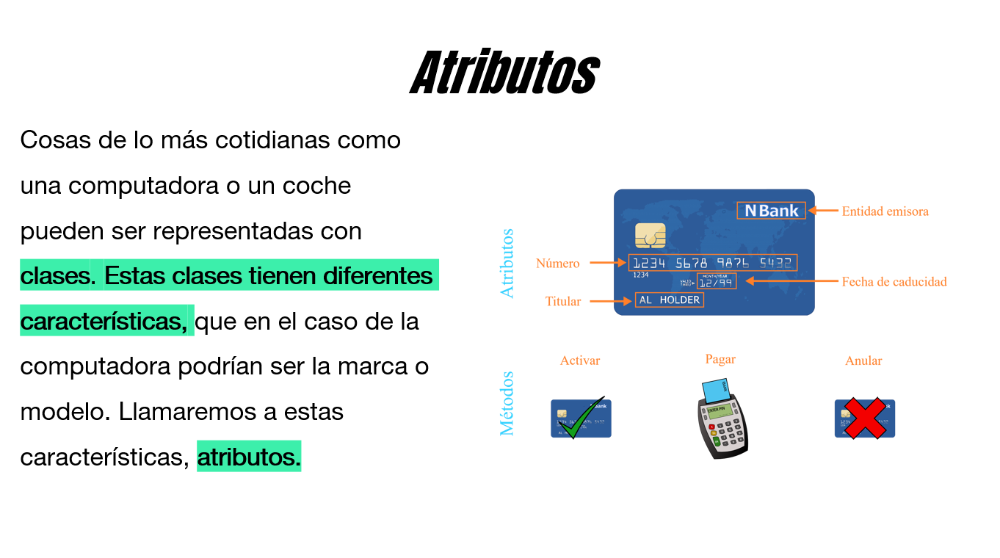 Atributos
Cosas de lo más cotidianas como
una computadora o un coche
pueden ser representadas con
clases. Estas clases tienen diferentes
características, que en el caso de la
computadora podrían ser la marca o
modelo. Llamaremos a estas
características, atributos.
Atributos
NBank
Entidad emisora
Número
1234 5678 9876 5432
1234
MONTH/YEAR
VALID
THRU
12/99
Fecha de caducidad
Titular
AL HOLDER
Métodos
Activar
Pagar
Anular
ENTER PIN